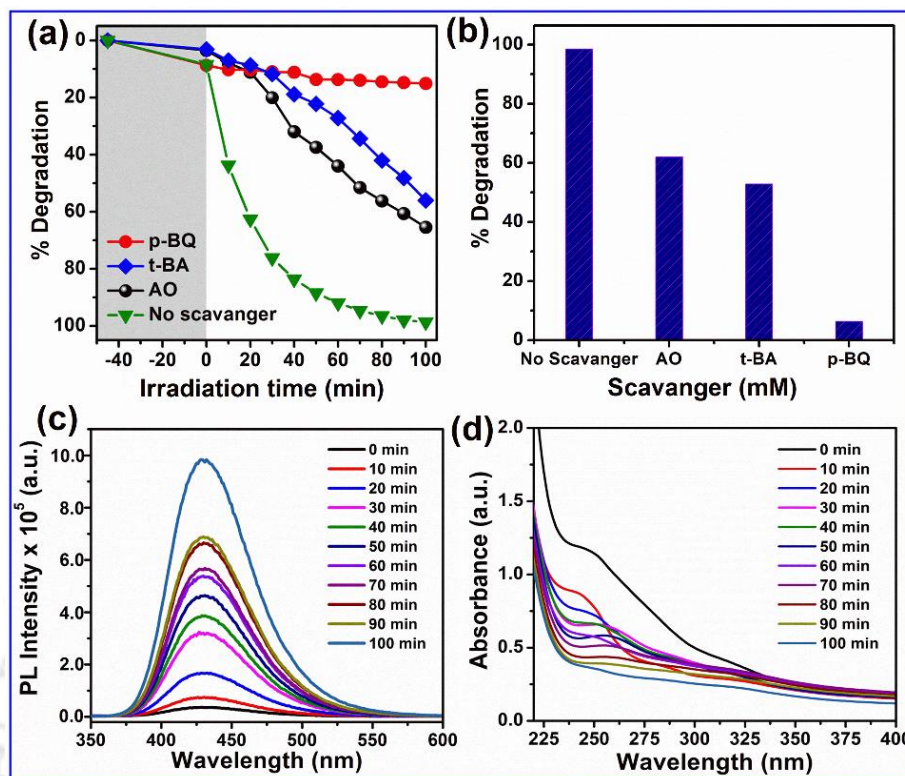 (a)
0
20
40
60
80
100
% Degradation
p-BQ
t-BA
AO
No scavanger
-40 -20 0 20 40 60 80 100
Irradiation time (min)
(b)
100
80
60
40
20
0
% Degradation
No Scavanger AO t-BA p-BQ
Scavanger (mM)
(c)
10.0
8.0
6.0
4.0
2.0
0.0
PL Intensity x 10⁵ (a.u.)
0 min
10 min
20 min
30 min
40 min
50 min
60 min
70 min
80 min
90 min
100 min
350 400 450 500 550 600
Wavelength (nm)
(d)
2.0
1.5
1.0
0.5
0.0
Absorbance (a.u.)
0 min
10 min
20 min
30 min
40 min
50 min
60 min
70 min
80 min
90 min
100 min
225 250 275 300 325 350 375 400
Wavelength (nm)